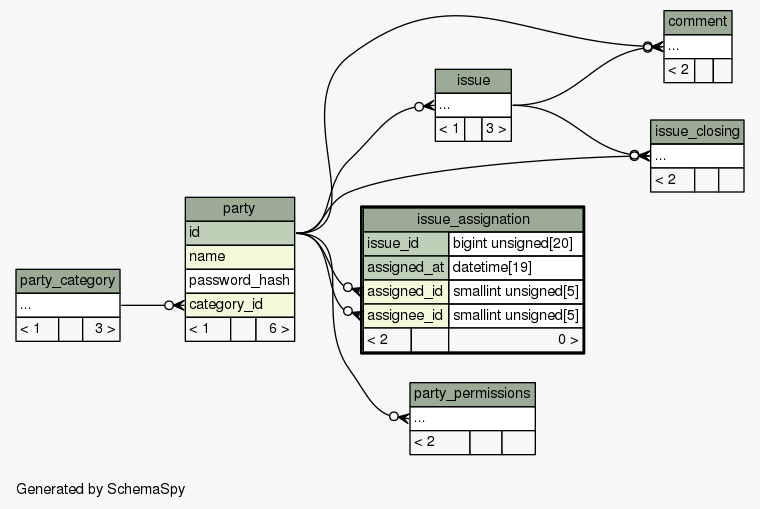 comment
...
< 2
issue
...
< 1 3 >
issue_closing
...
< 2
party
id
name
password_hash
category_id
< 1 6 >
issue_assignation
issue_id bigint unsigned[20]
assigned_at datetime[19]
assigned_id smallint unsigned[5]
assignee_id smallint unsigned[5]
< 2 0 >
party_category
...
< 1 3 >
party_permissions
...
< 2
Generated by SchemaSpy